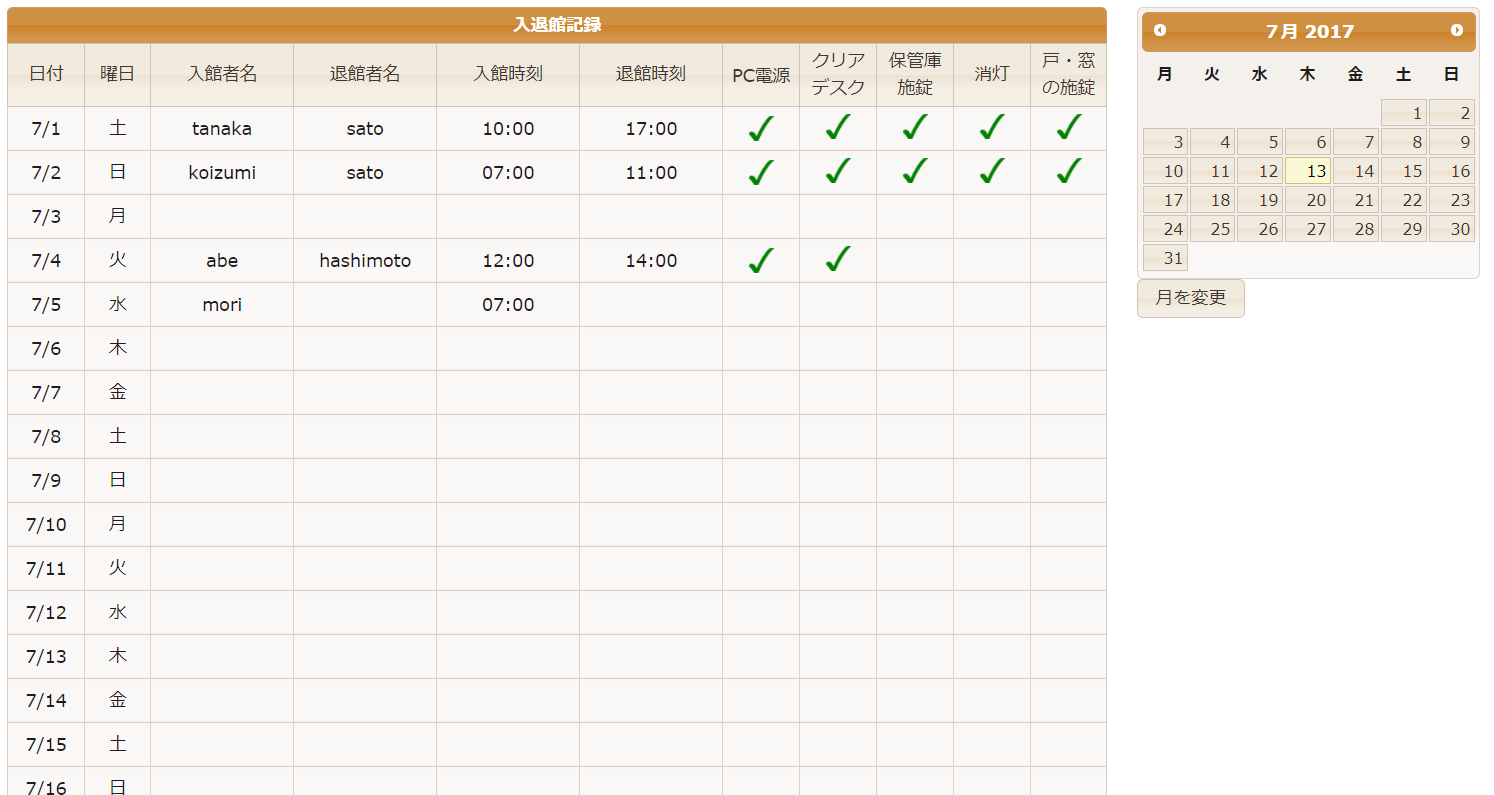 入退館記録
日付 曜日 入館者名 退館者名 入館時刻 退館時刻 PC電源 クリアデスク 保管庫施錠 消灯 戸・窓の施錠
7/1 土 tanaka sato 10:00 17:00
7/2 日 koizumi sato 07:00 11:00
7/3 月
7/4 火 abe hashimoto 12:00 14:00
7/5 水 mori 07:00
7/6 木
7/7 金
7/8 土
7/9 日
7/10 月
7/11 火
7/12 水
7/13 木
7/14 金
7/15 土
7/16 日
7月 2017
月 火 水 木 金 土 日
1 2
3 4 5 6 7 8 9
10 11 12 13 14 15 16
17 18 19 20 21 22 23
24 25 26 27 28 29 30
31
月を変更